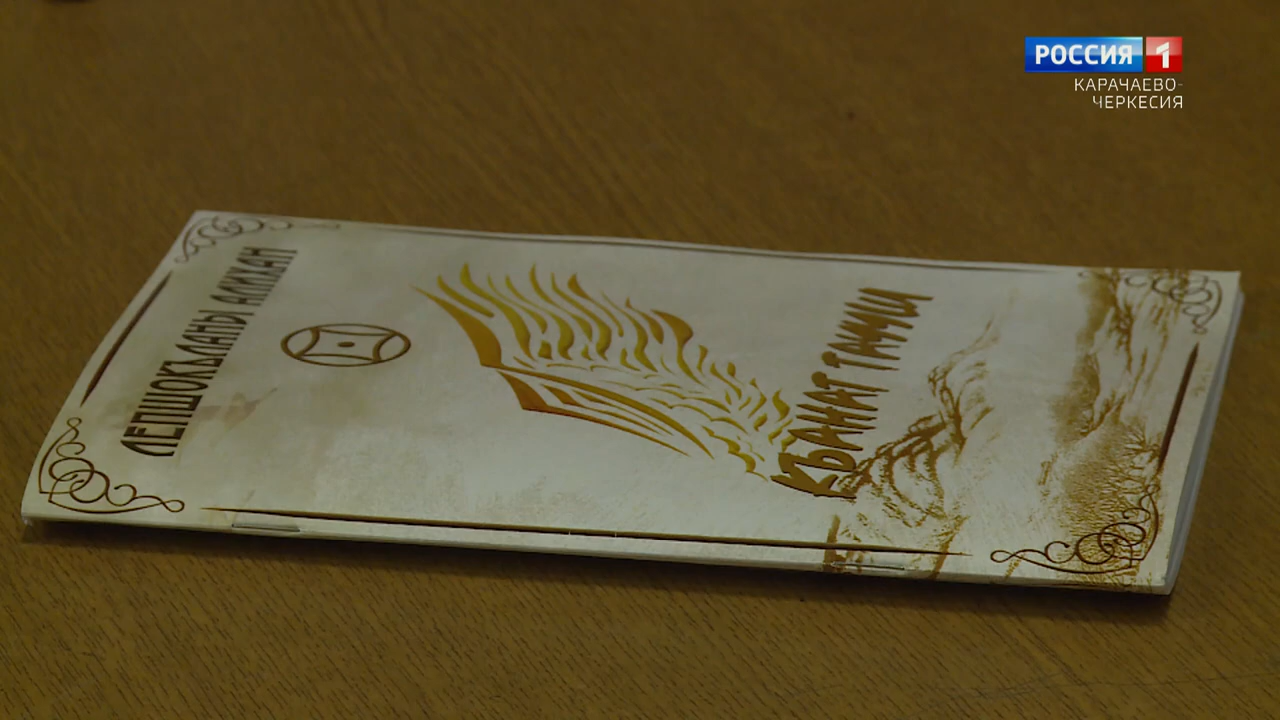 РОССИЯ 1
КАРАЧАЕВО-
ЧЕРКЕСИЯ
ЛЕПШОКЪЛАНЫ АЛИХАН
КЪАНАТ ТАУУШ